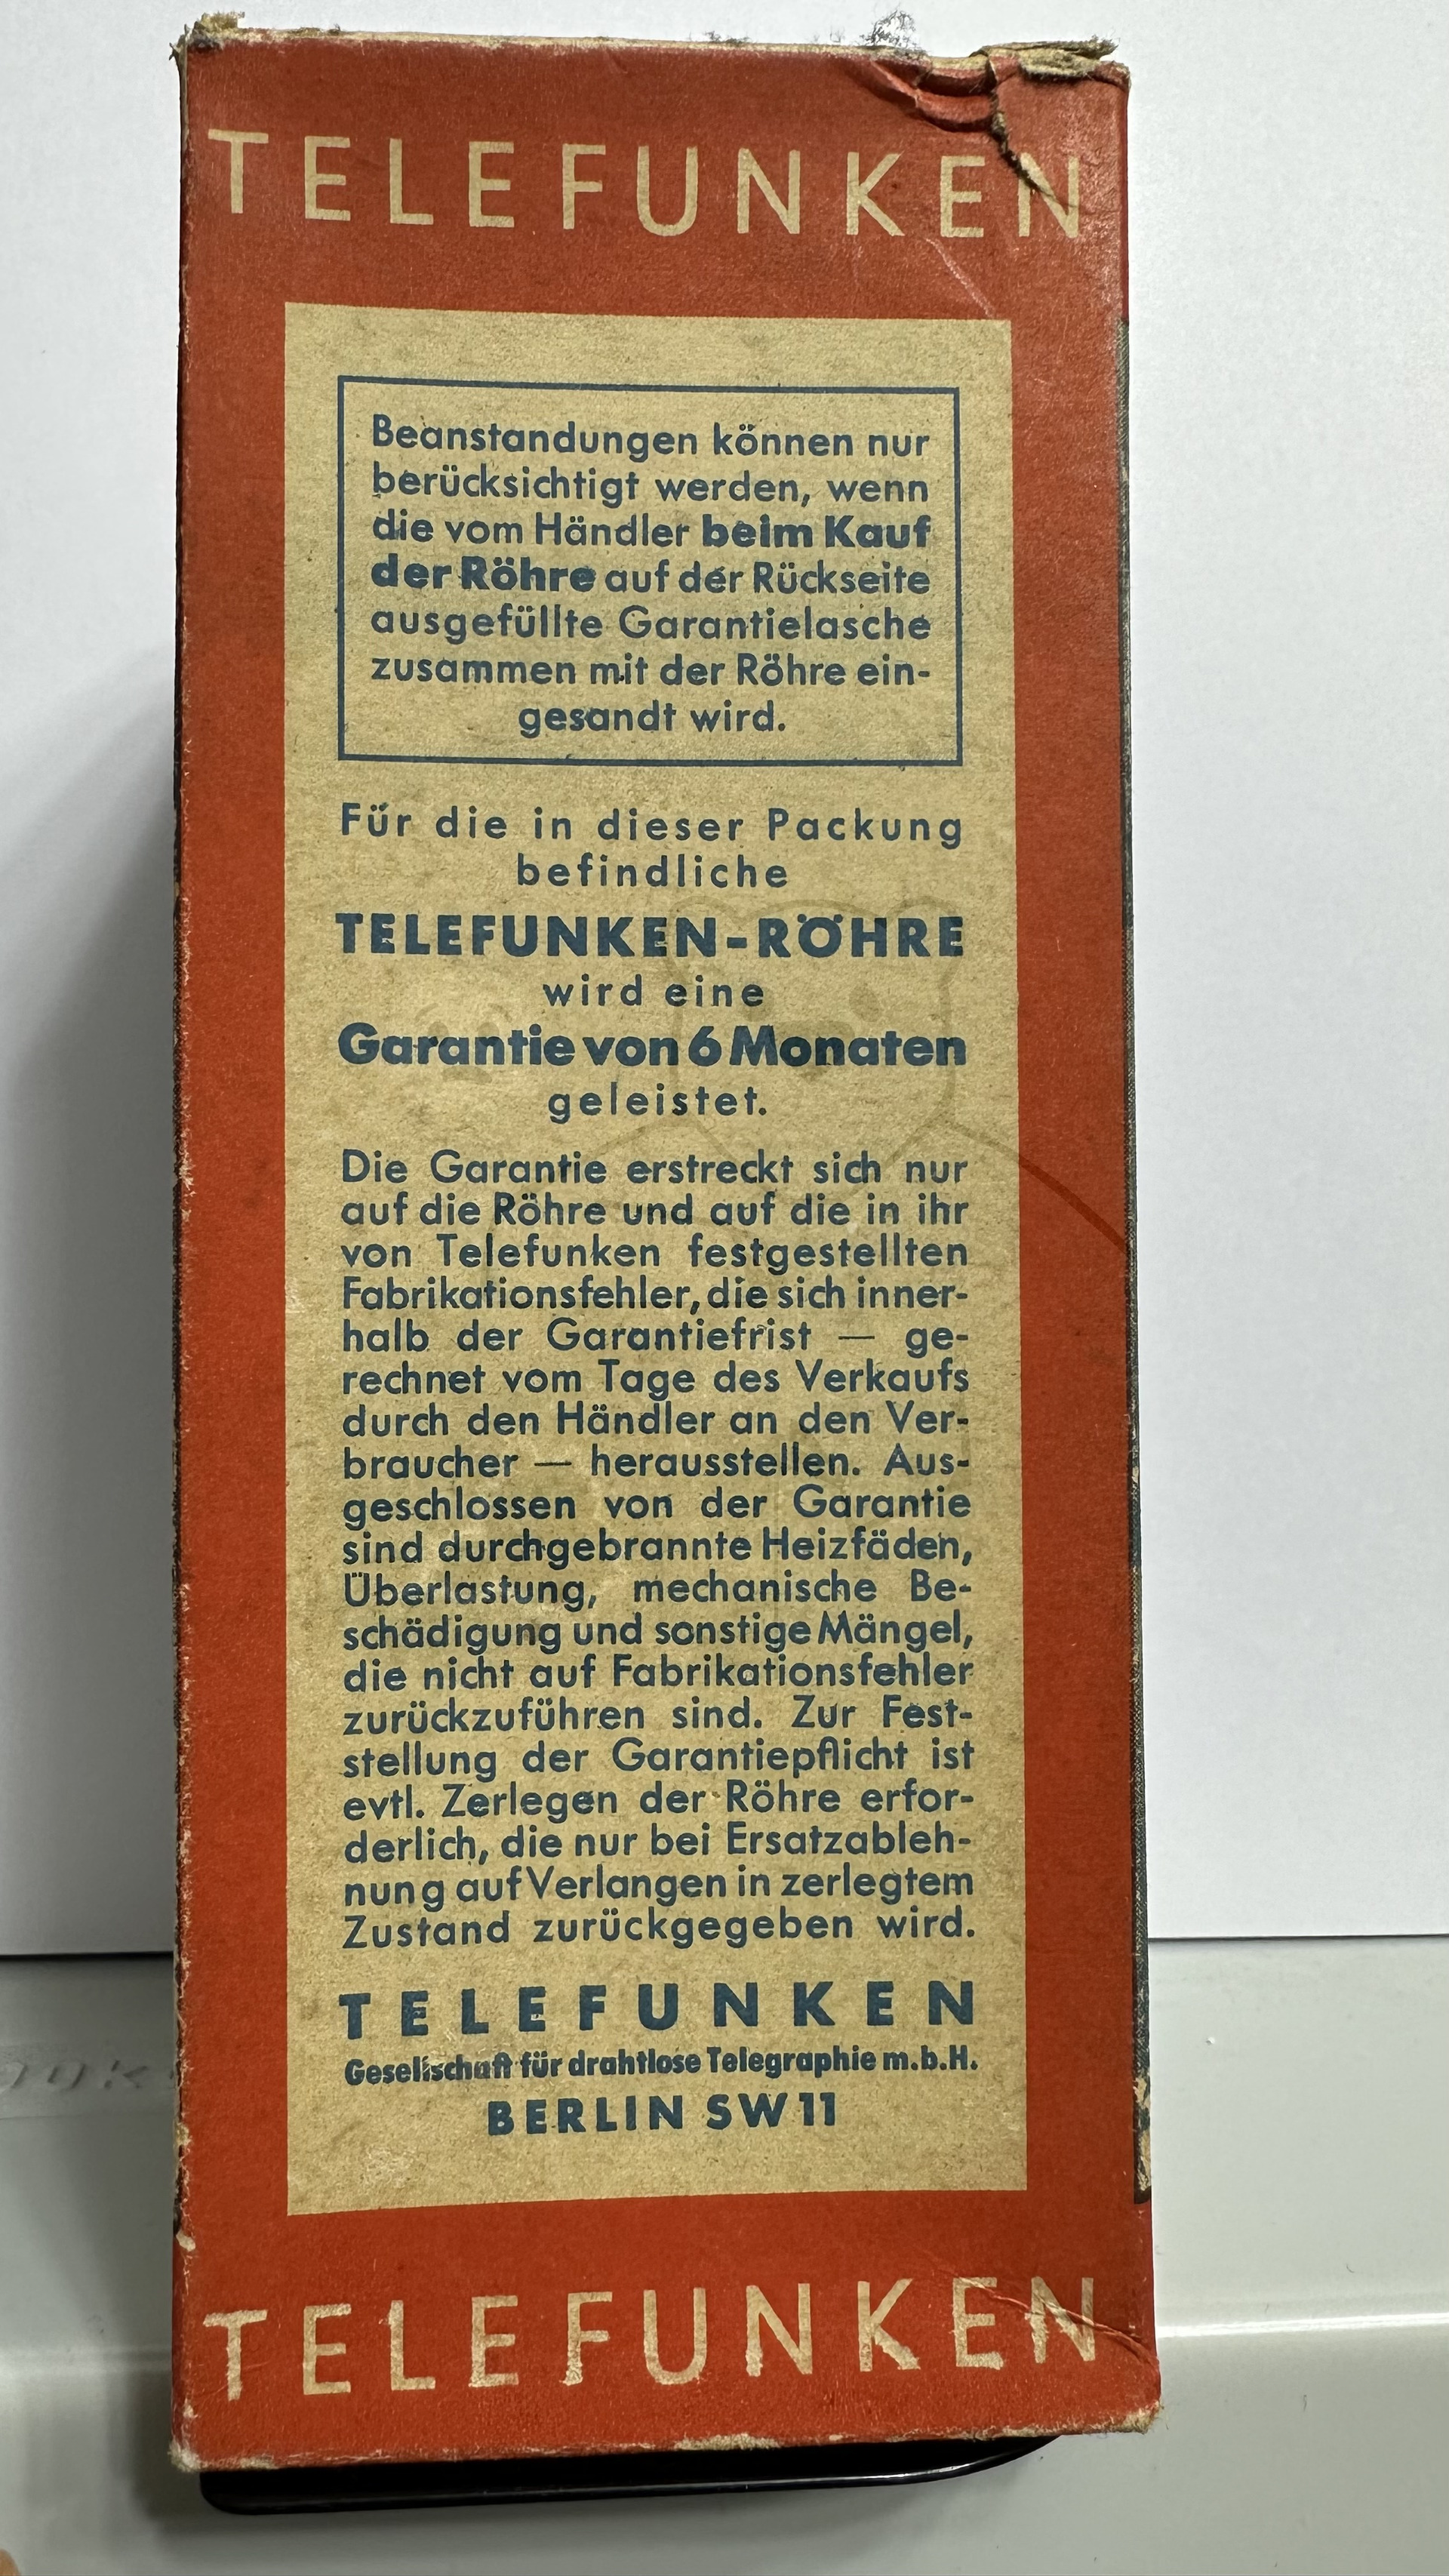 TELEFUNKEN
Beanstandungen können nur
berücksichtigt werden, wenn
die vom Händler beim Kauf
der Röhre auf der Rückseite
ausgefüllte Garantielasche
zusammen mit der Röhre ein-
gesandt wird.
Für die in dieser Packung
befindliche
TELEFUNKEN-RÖHRE
wird eine
Garantie von 6 Monaten
geleistet.
Die Garantie erstreckt sich nur
auf die Röhre und auf die in ihr
von Telefunken festgestellten
Fabrikationsfehler, die sich inner-
halb der Garantiefrist — ge-
rechnet vom Tage des Verkaufs
durch den Händler an den Ver-
braucher — herausstellen. Aus-
geschlossen von der Garantie
sind durchgebrannte Heizfäden,
Überlastung, mechanische Be-
schädigung und sonstige Mängel,
die nicht auf Fabrikationsfehler
zurückzuführen sind. Zur Fest-
stellung der Garantiepflicht ist
evtl. Zerlegen der Röhre erfor-
derlich, die nur bei Ersatzableh-
nung auf Verlangen in zerlegtem
Zustand zurückgegeben wird.
TELEFUNKEN
Gesellschaft für drahtlose Telegraphie m.b.H.
BERLIN SW 11
TELEFUNKEN